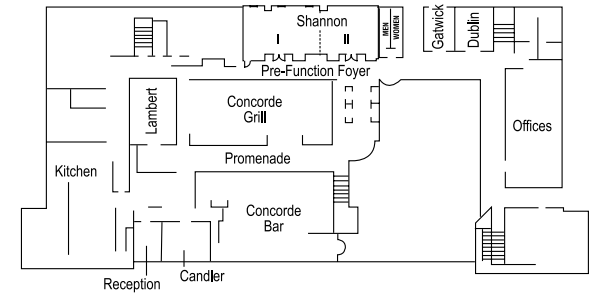 Shannon
I
II
MEN
WOMEN
Gatwick
Dublin
Pre-Function Foyer
Lambert
Concorde
Grill
Offices
Promenade
Kitchen
Concorde
Bar
Reception
Candler